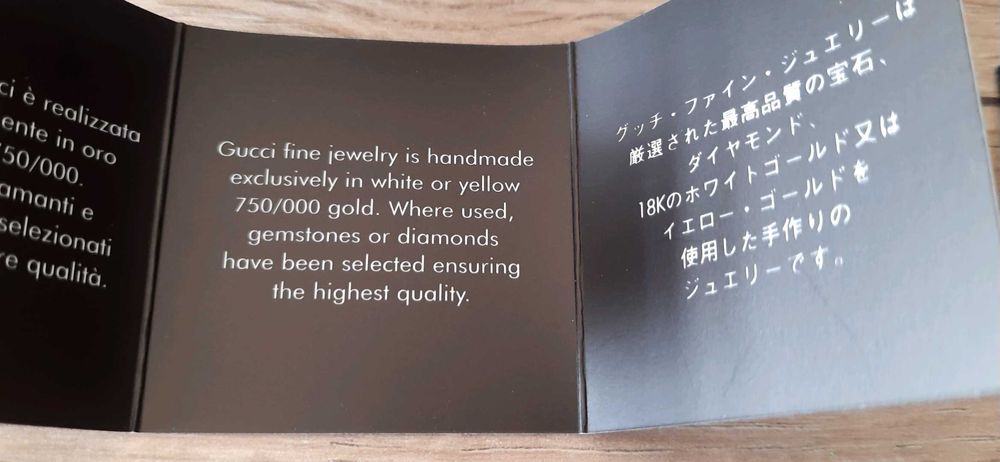 è realizzata
in oro
750/000.
e
selezionati
qualità.
Gucci fine jewelry is handmade
exclusively in white or yellow
750/000 gold. Where used,
gemstones or diamonds
have been selected ensuring
the highest quality.
グッチ・ファイン・ジュエリーは
厳選された最高品質の宝石、
ダイヤモンド、
18Kのホワイトゴールド又は
イエロー・ゴールドを
使用した手作りの
ジュエリーです。